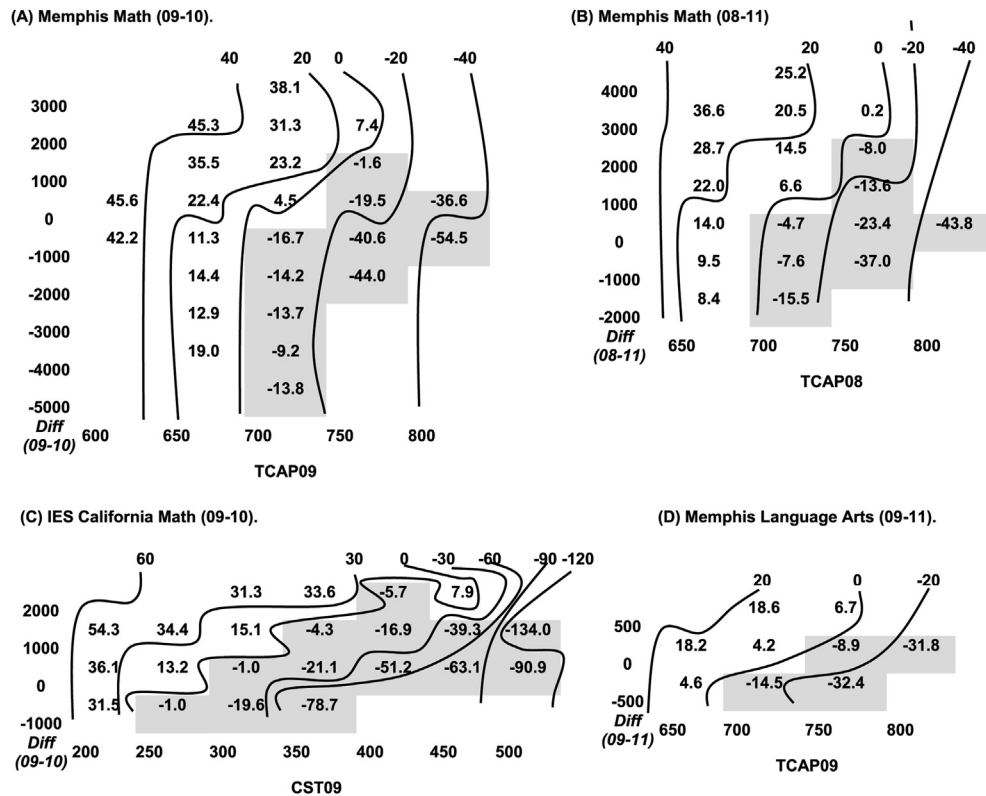 (A) Memphis Math (09-10).
40 20 0 -20 -40
38.1
3000
45.3 31.3 7.4
2000
35.5 23.2 -1.6
1000
45.6 22.4 4.5 -19.5 -36.6
0
42.2 11.3 -16.7 -40.6 -54.5
-1000
14.4 -14.2 -44.0
-2000
12.9 -13.7
-3000
19.0 -9.2
-4000
-13.8
-5000
Diff
(09-10) 600 650 700 750 800
TCAP09
(B) Memphis Math (08-11)
40 20 0 -20 -40
25.2
4000
36.6 20.5 0.2
3000
28.7 14.5 -8.0
2000
22.0 6.6 -13.6
1000
14.0 -4.7 -23.4 -43.8
0
9.5 -7.6 -37.0
-1000
8.4 -15.5
-2000
Diff
(08-11) 650 700 750 800
TCAP08
(C) IES California Math (09-10).
60 30 0 -30 -60 -90 -120
31.3 33.6 -5.7 7.9
2000
54.3 34.4 15.1 -4.3 -16.9 -39.3 -134.0
1000
36.1 13.2 -1.0 -21.1 -51.2 -63.1 -90.9
0
31.5 -1.0 -19.6 -78.7
-1000
Diff
(09-10) 200 250 300 350 400 450 500
CST09
(D) Memphis Language Arts (09-11).
20 0 -20
18.6 6.7
500
18.2 4.2 -8.9 -31.8
0
4.6 -14.5 -32.4
-500
Diff
(09-11) 650 700 750 800
TCAP09